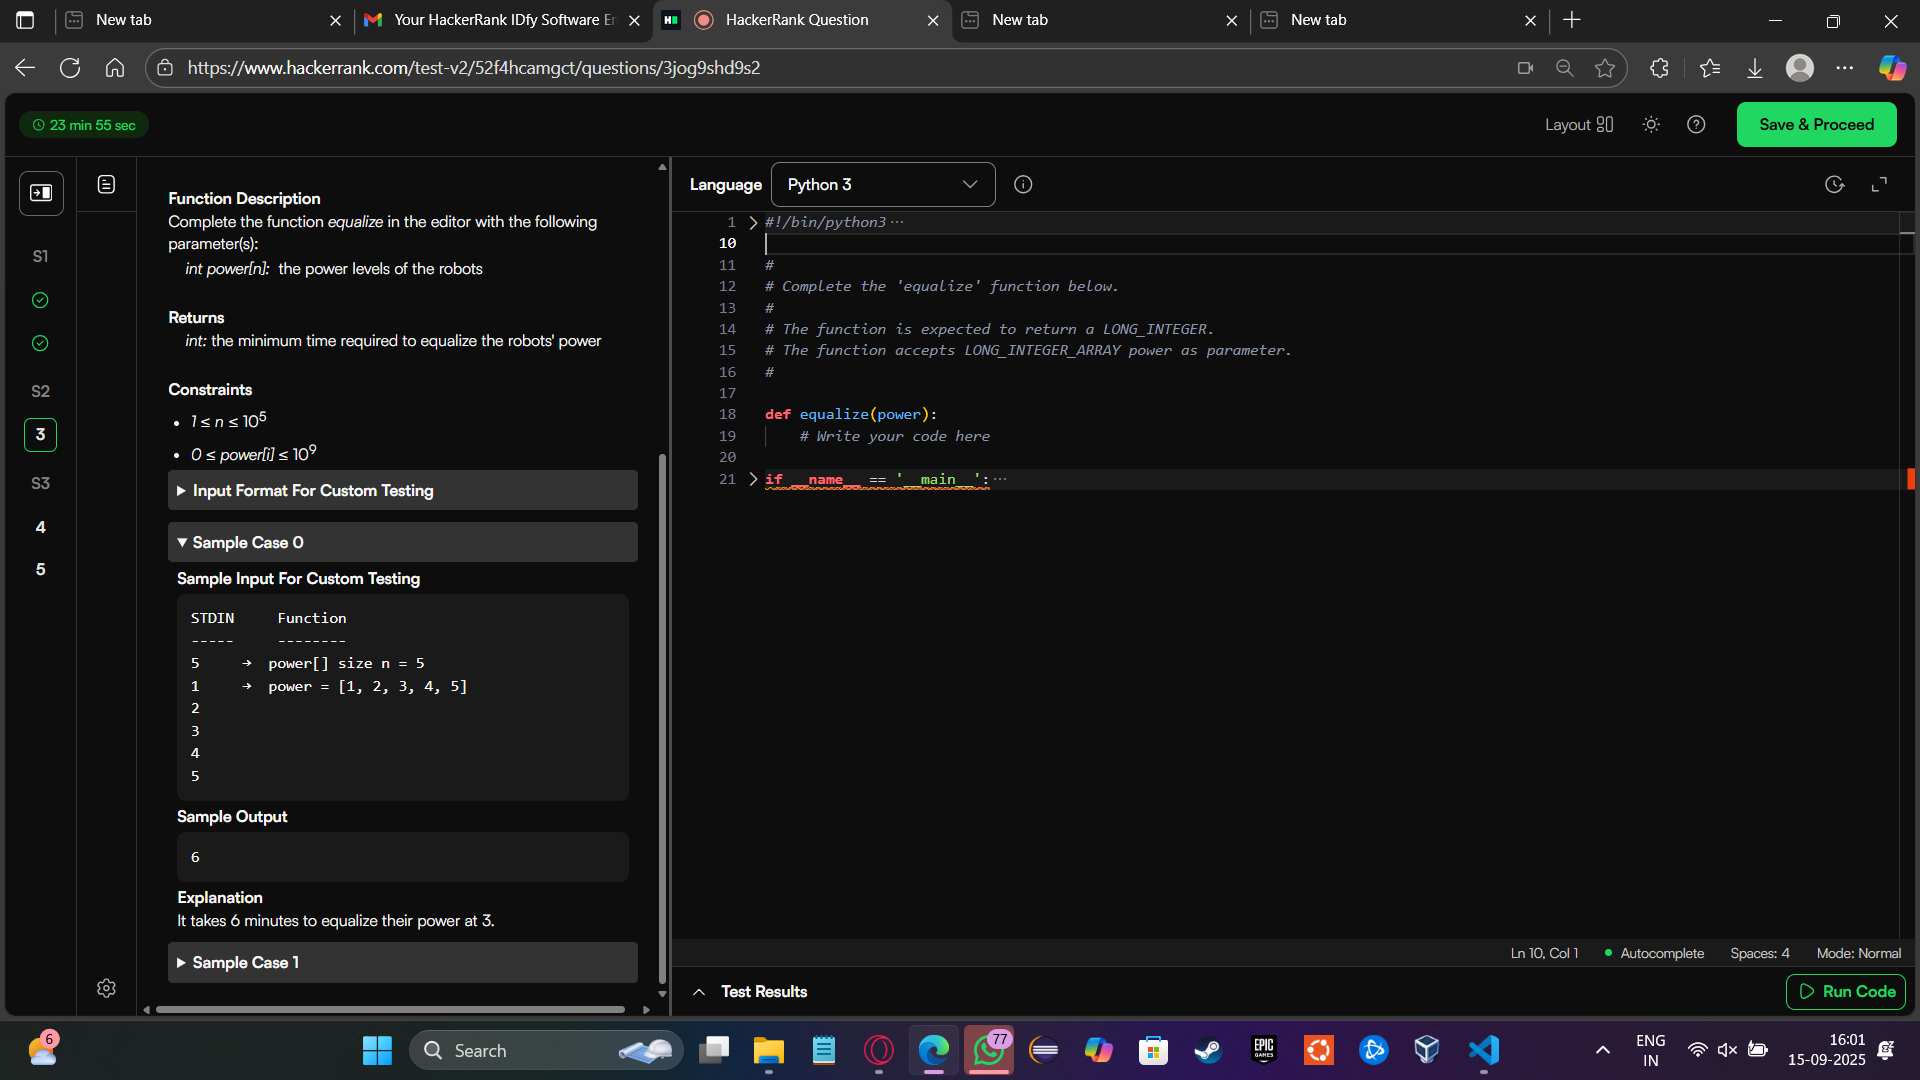 New tab
Your HackerRank IDfy Software En
HackerRank Question
New tab
New tab
https://www.hackerrank.com/test-v2/52f4hcamgct/questions/3jog9shd9s2
23 min 55 sec
Layout
Save & Proceed
S1
S2
3
S3
4
5
Function Description
Complete the function equalize in the editor with the following
parameter(s):
int power[n]: the power levels of the robots
Returns
int: the minimum time required to equalize the robots' power
Constraints
• 1 ≤ n ≤ 10^5
• 0 ≤ power[i] ≤ 10^9
Input Format For Custom Testing
Sample Case 0
Sample Input For Custom Testing
STDIN Function
----- --------
5 → power[] size n = 5
1 → power = [1, 2, 3, 4, 5]
2
3
4
5
Sample Output
6
Explanation
It takes 6 minutes to equalize their power at 3.
Sample Case 1
Language Python 3
1 #!/bin/python3 ···
10
11 #
12 # Complete the 'equalize' function below.
13 #
14 # The function is expected to return a LONG_INTEGER.
15 # The function accepts LONG_INTEGER_ARRAY power as parameter.
16 #
17
18 def equalize(power):
19 # Write your code here
20
21 if __name__ == '__main__': ···
Ln 10, Col 1 Autocomplete Spaces: 4 Mode: Normal
Test Results
Run Code
6
Search
77
EPIC
GAMES
ENG
IN
16:01
15-09-2025